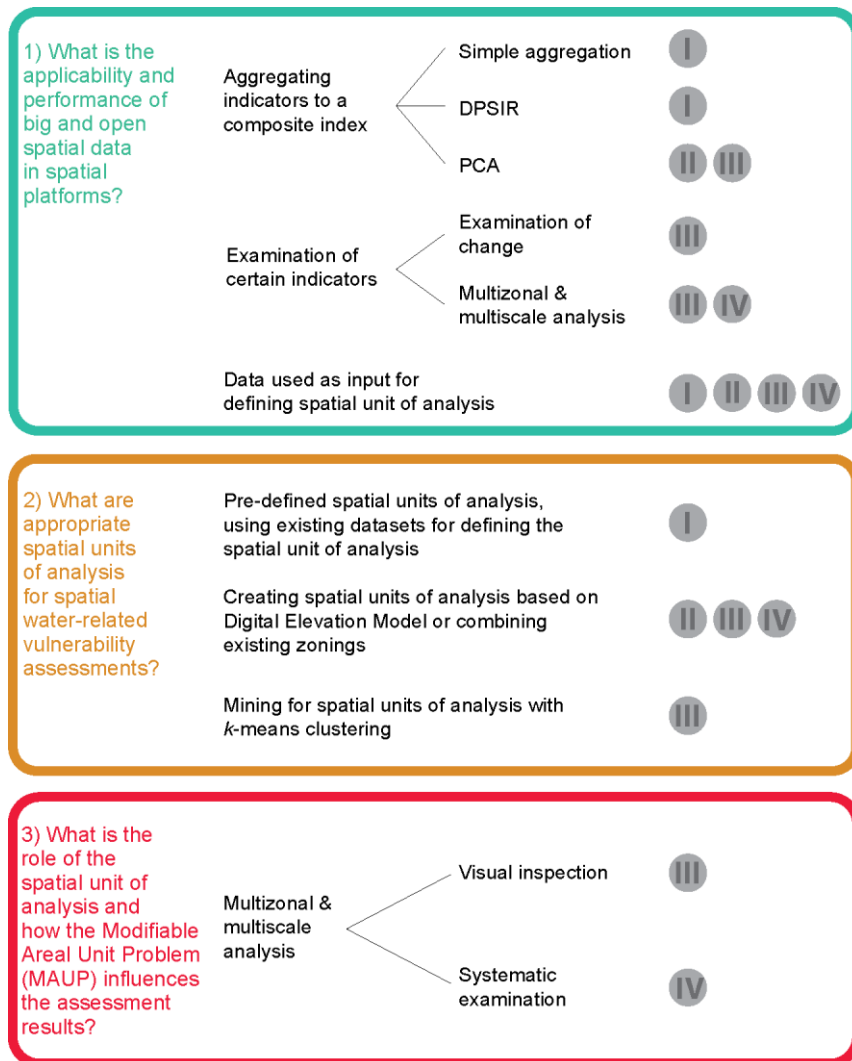 1) What is the
applicability and
performance of
big and open
spatial data
in spatial
platforms?
Aggregating
indicators to a
composite index
Simple aggregation
I
DPSIR
I
PCA
II III
Examination of
certain indicators
Examination of
change
III
Multizonal &
multiscale analysis
III IV
Data used as input for
defining spatial unit of analysis
I II III IV
2) What are
appropriate
spatial units
of analysis
for spatial
water-related
vulnerability
assessments?
Pre-defined spatial units of analysis,
using existing datasets for defining the
spatial unit of analysis
I
Creating spatial units of analysis based on
Digital Elevation Model or combining
existing zonings
II III IV
Mining for spatial units of analysis with
k-means clustering
III
3) What is the
role of the
spatial unit of
analysis and
how the Modifiable
Areal Unit Problem
(MAUP) influences
the assessment
results?
Multizonal &
multiscale
analysis
Visual inspection
III
Systematic
examination
IV